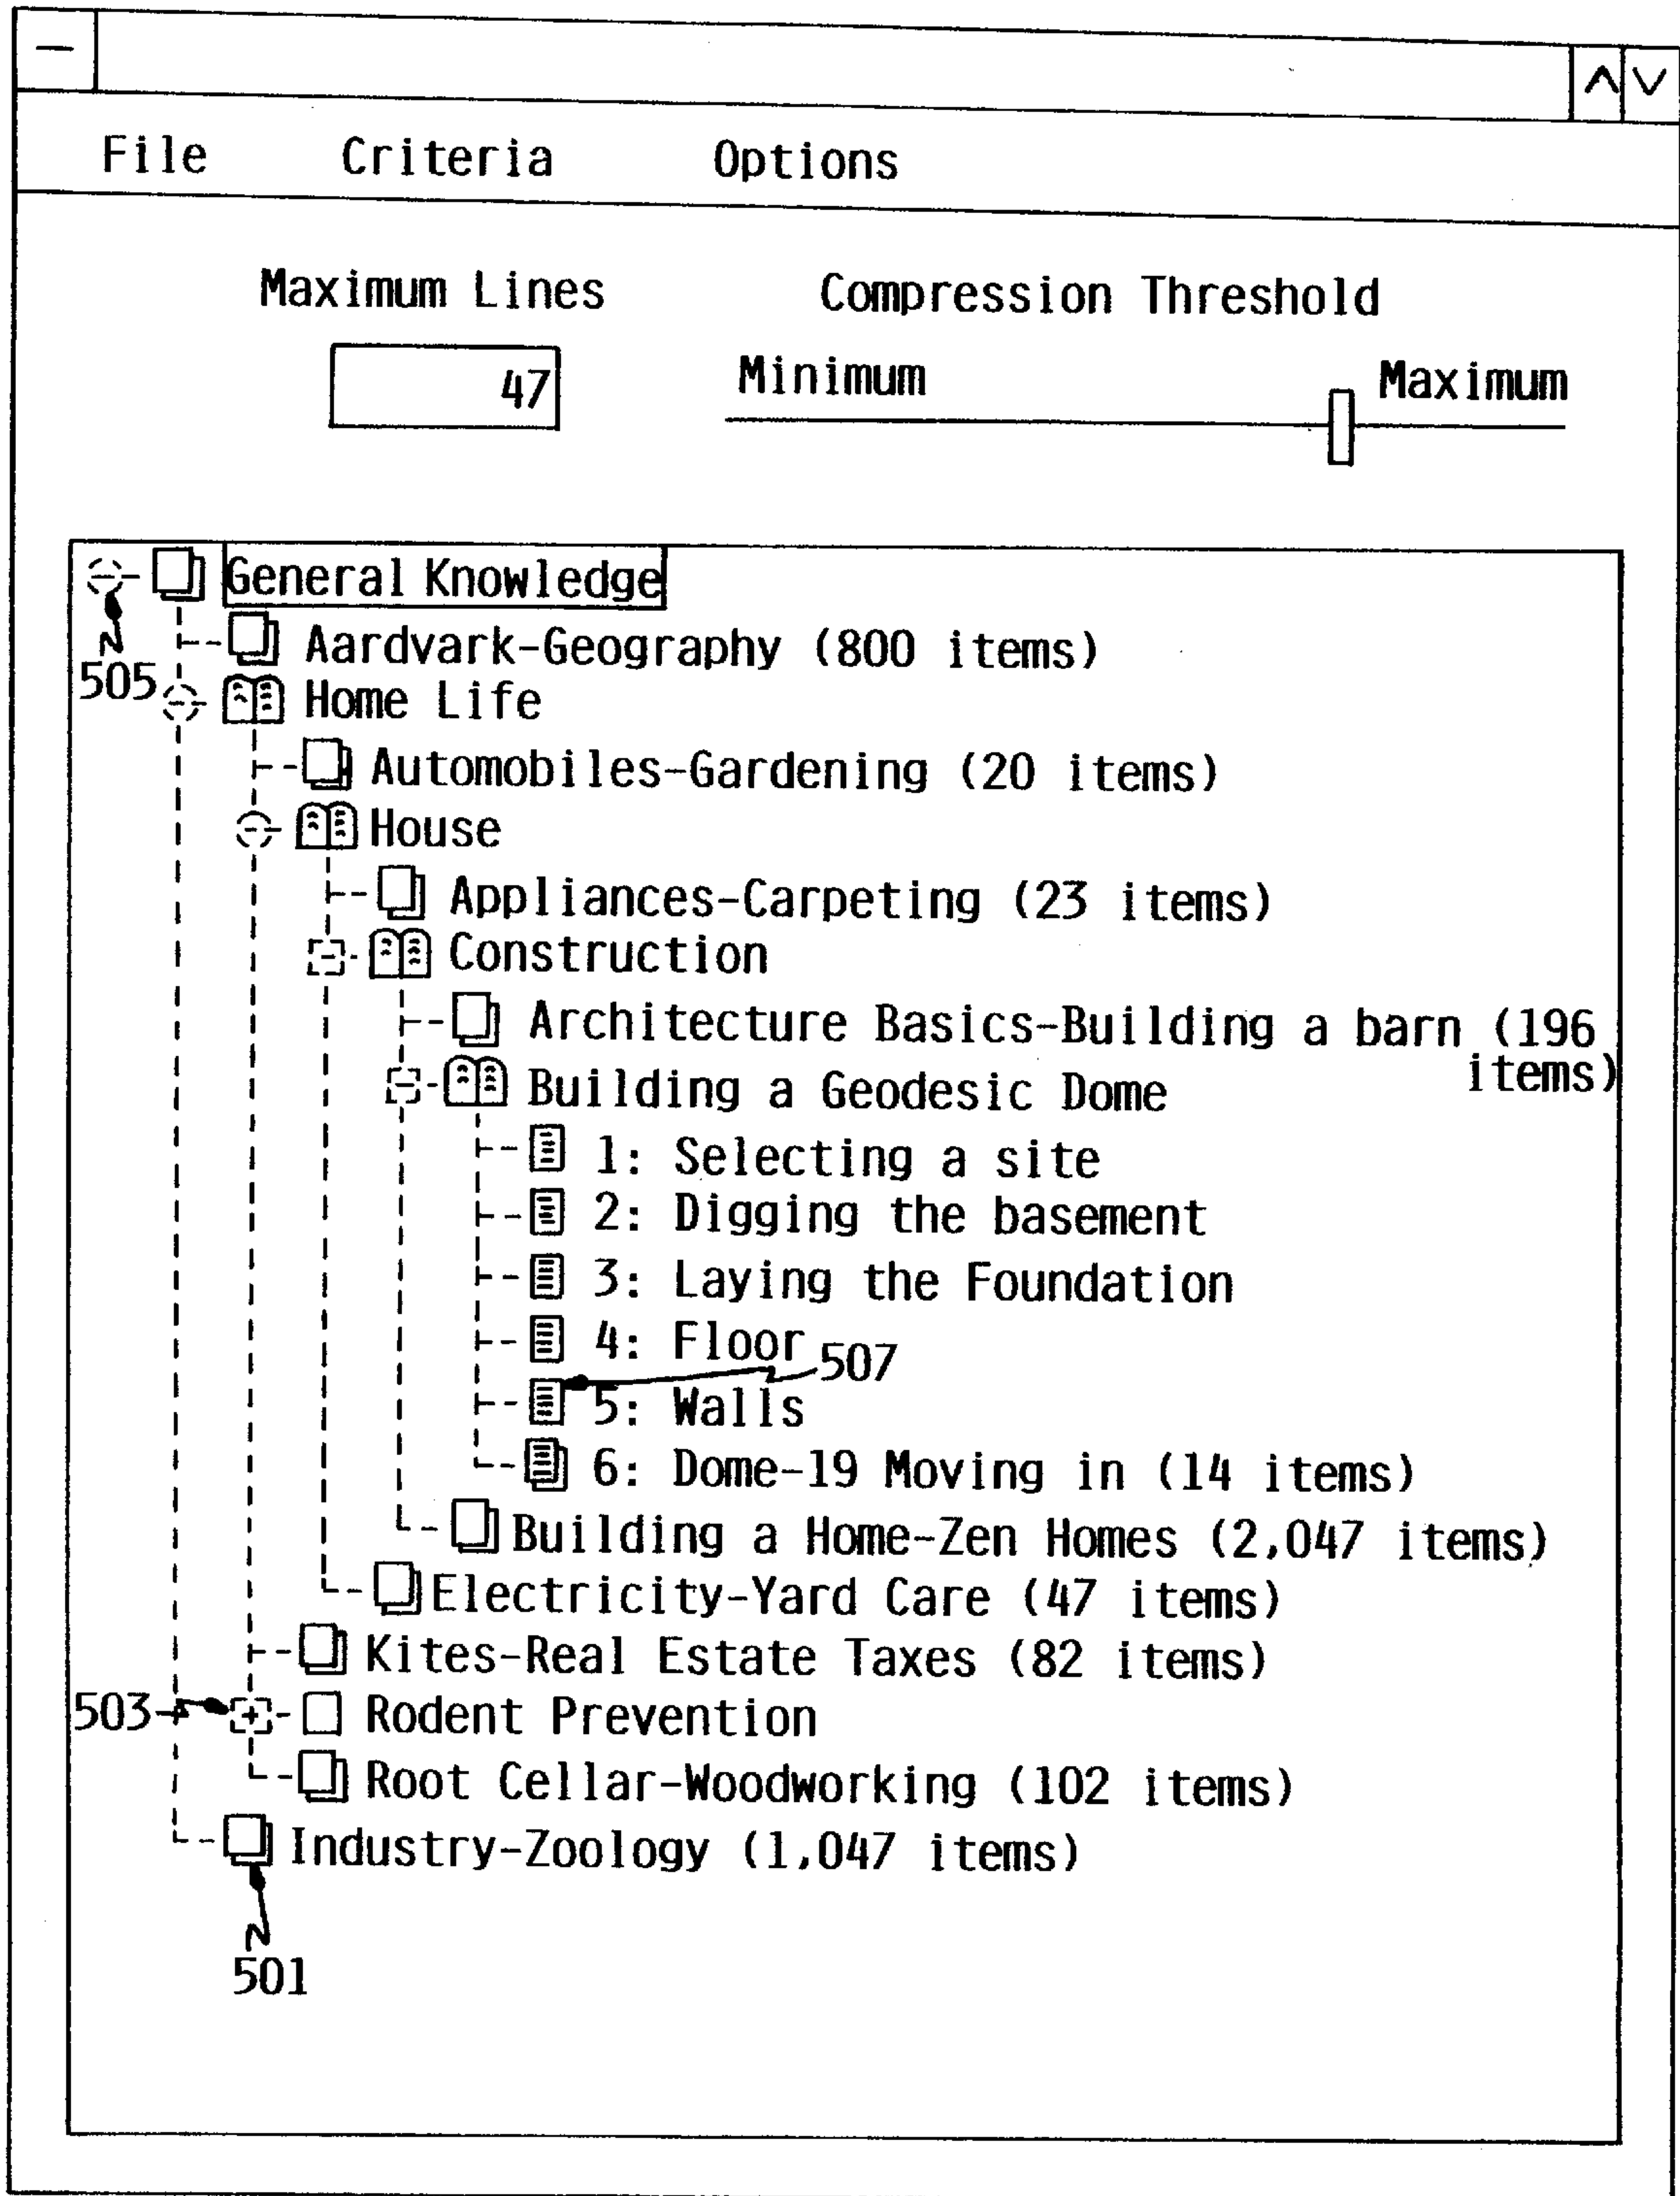 File Criteria Options
Maximum Lines Compression Threshold
47 Minimum Maximum
General Knowledge
Aardvark-Geography (800 items)
505 Home Life
Automobiles-Gardening (20 items)
House
Appliances-Carpeting (23 items)
Construction
Architecture Basics-Building a barn (196
items)
Building a Geodesic Dome
1: Selecting a site
2: Digging the basement
3: Laying the Foundation
4: Floor 507
5: Walls
6: Dome-19 Moving in (14 items)
Building a Home-Zen Homes (2,047 items)
Electricity-Yard Care (47 items)
Kites-Real Estate Taxes (82 items)
503 Rodent Prevention
Root Cellar-Woodworking (102 items)
Industry-Zoology (1,047 items)
501